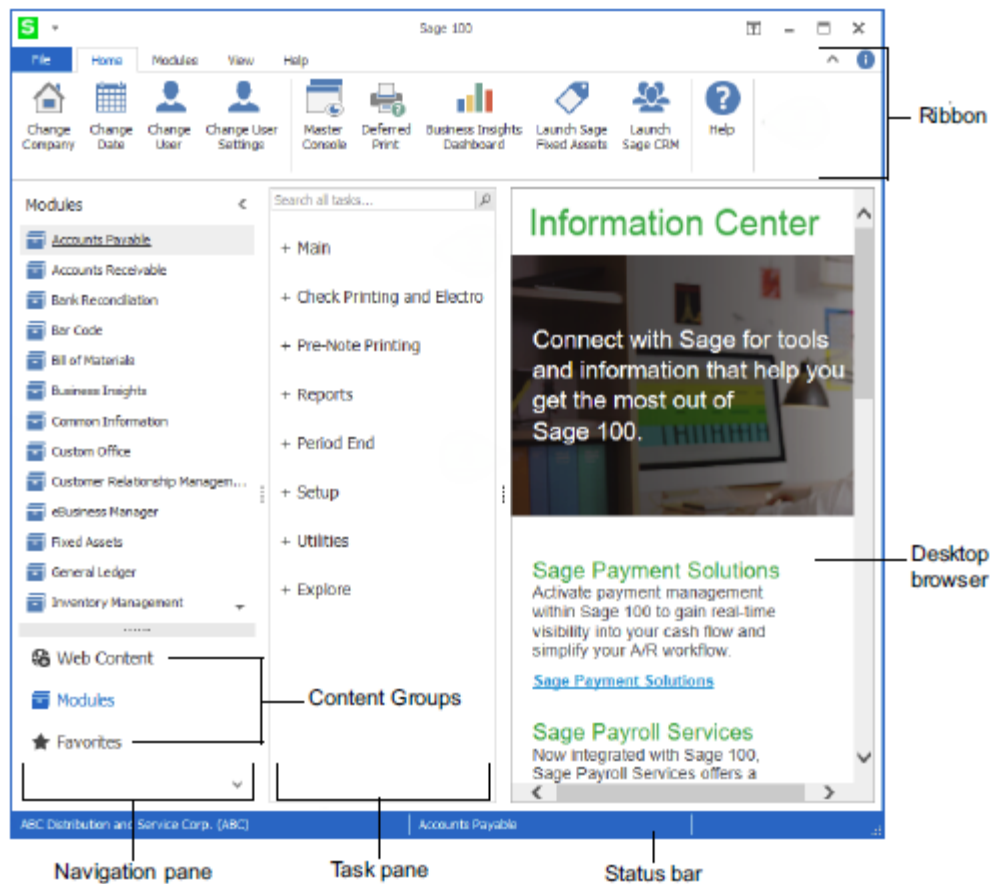 S
Sage 100
File Home Modules View Help
Change Company
Change Date
Change User
Change User Settings
Master Console
Deferred Print
Business Insights Dashboard
Launch Sage Fixed Assets
Launch Sage CRM
Help
Ribbon
Modules
Accounts Payable
Accounts Receivable
Bank Reconciliation
Bar Code
Bill of Materials
Business Insights
Common Information
Custom Office
Customer Relationship Managem...
eBusiness Manager
Fixed Assets
General Ledger
Inventory Management
Web Content
Modules
Favorites
Content Groups
Search all tasks...
+ Main
+ Check Printing and Electro
+ Pre-Note Printing
+ Reports
+ Period End
+ Setup
+ Utilities
+ Explore
Information Center
Connect with Sage for tools
and information that help you
get the most out of
Sage 100.
Sage Payment Solutions
Activate payment management
within Sage 100 to gain real-time
visibility into your cash flow and
simplify your A/R workflow.
Sage Payment Solutions
Sage Payroll Services
Now integrated with Sage 100,
Sage Payroll Services offers a
Desktop
browser
ABC Distribution and Service Corp. (ABC)
Accounts Payable
Navigation pane
Task pane
Status bar